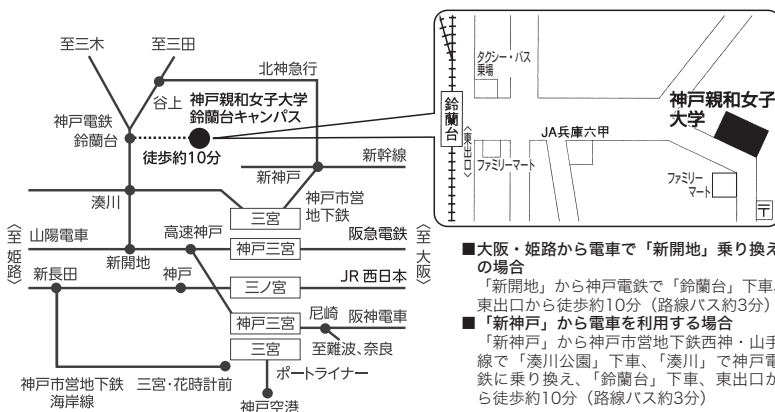 至三木
至三田
北神急行
谷上
神戸電鉄
鈴蘭台
神戸親和女子大学
鈴蘭台キャンパス
徒歩約10分
新幹線
新神戸
神戸市営
地下鉄
湊川
三宮
〈至 姫路〉
山陽電車
高速神戸
神戸三宮
阪急電鉄
〈至 大阪〉
新開地
新長田
神戸
三ノ宮
JR 西日本
神戸三宮
尼崎
阪神電車
至難波、奈良
三宮
ポートライナー
神戸市営地下鉄
海岸線
三宮・花時計前
神戸空港
タクシー・バス
乗場
鈴蘭台
〈東出口〉
ファミリーマート
JA兵庫六甲
神戸親和女子
大学
ファミリー
マート
〒
■大阪・姫路から電車で「新開地」乗り換え
の場合
「新開地」から神戸電鉄で「鈴蘭台」下車、
東出口から徒歩約10分（路線バス約3分）
■「新神戸」から電車を利用する場合
「新神戸」から神戸市営地下鉄西神・山手
線で「湊川公園」下車、「湊川」で神戸電
鉄に乗り換え、「鈴蘭台」下車、東出口か
ら徒歩約10分（路線バス約3分）